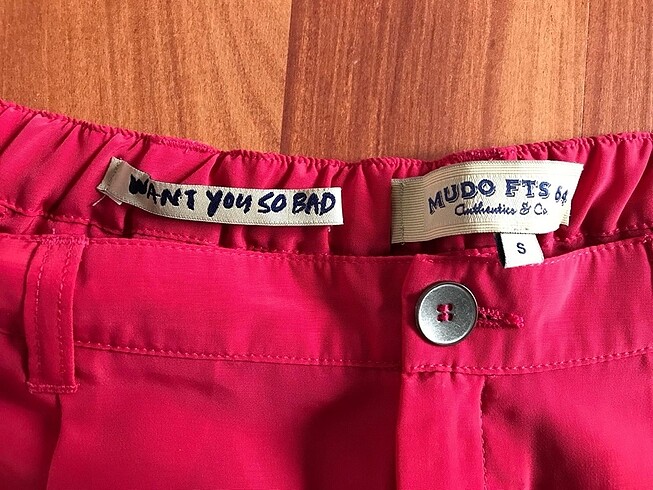 WANT YOU SO BAD
MUDO FTS 64
Authentics & Co.
S